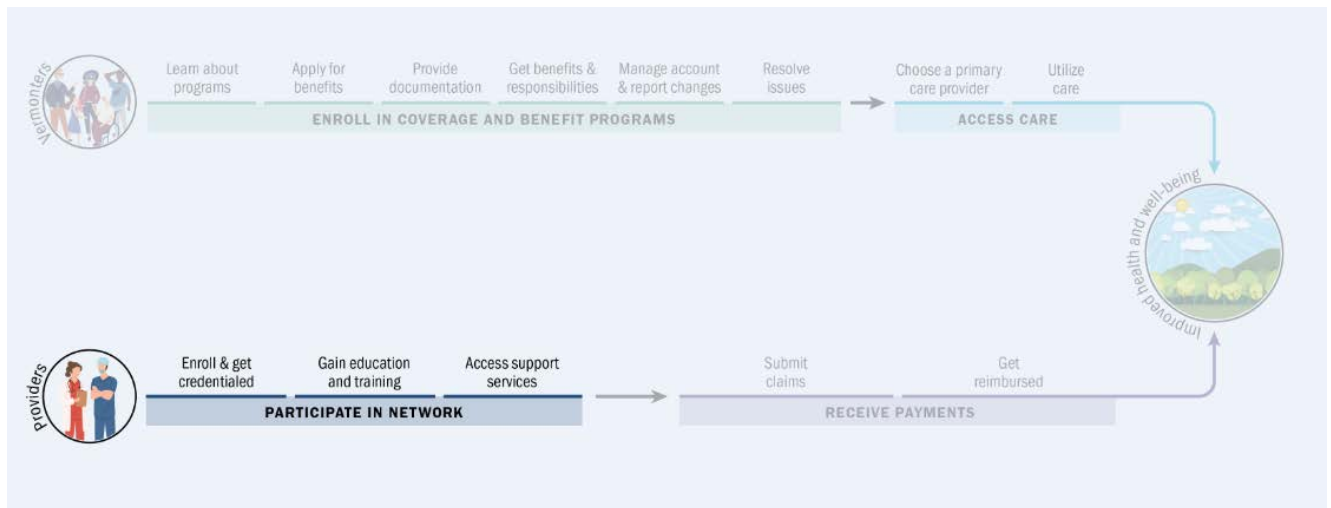 Vermonters
Learn about
programs
Apply for
benefits
Provide
documentation
Get benefits &
responsibilities
Manage account
& report changes
Resolve
issues
ENROLL IN COVERAGE AND BENEFIT PROGRAMS
Choose a primary
care provider
Utilize
care
ACCESS CARE
Improved health and well-being
Providers
Enroll & get
credentialed
Gain education
and training
Access support
services
PARTICIPATE IN NETWORK
Submit
claims
Get
reimbursed
RECEIVE PAYMENTS